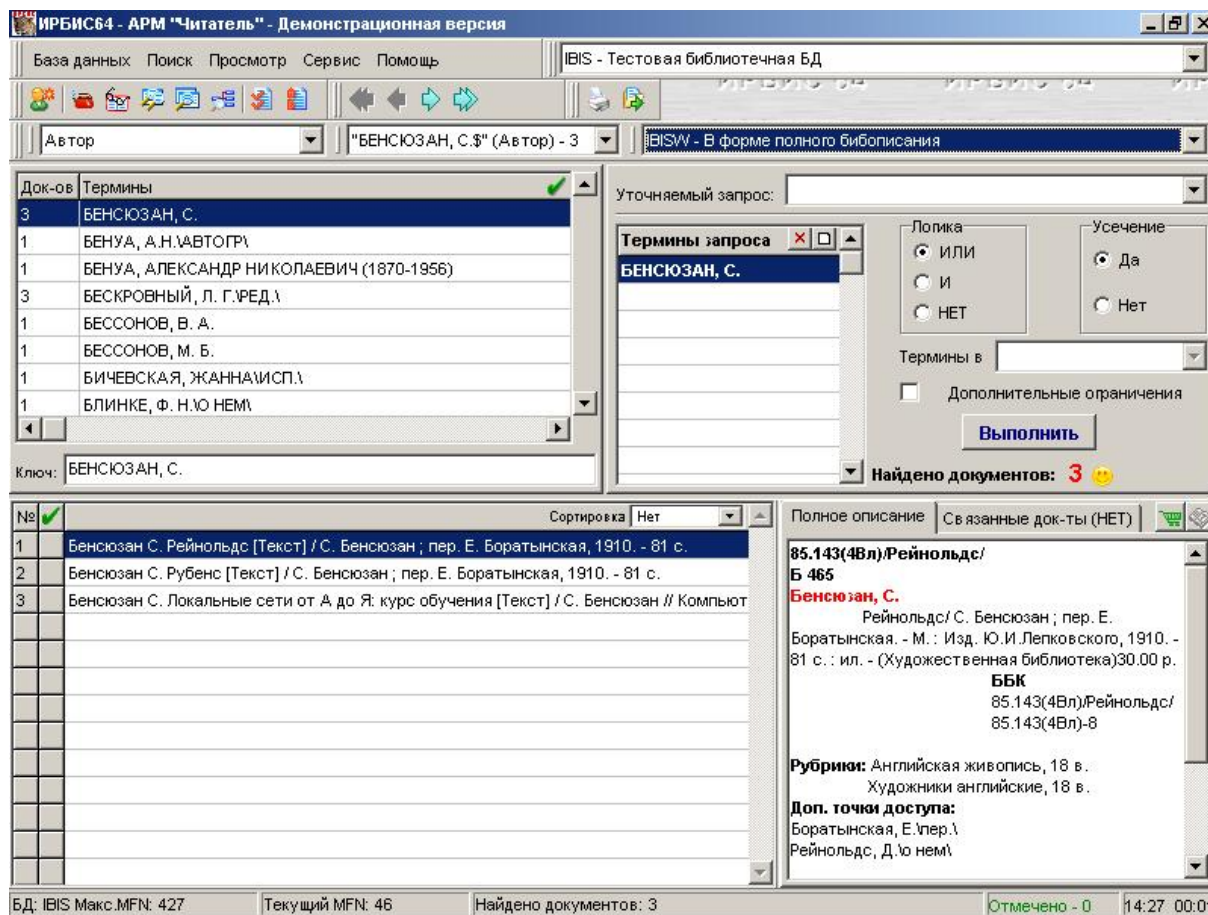 ИРБИС64 - АРМ "Читатель" - Демонстрационная версия
База данных Поиск Просмотр Сервис Помощь
IBIS - Тестовая библиотечная БД
Автор
"БЕНСЮЗАН, С.$" (Автор) - 3
IBISW - В форме полного бибописания
Док-ов Термины
3 БЕНСЮЗАН, С.
1 БЕНУА, А.Н.\АВТОГР\
1 БЕНУА, АЛЕКСАНДР НИКОЛАЕВИЧ (1870-1956)
3 БЕСКРОВНЫЙ, Л. Г.\РЕД.\
1 БЕССОНОВ, В. А.
1 БЕССОНОВ, М. Б.
1 БИЧЕВСКАЯ, ЖАННА\ИСП.\
1 БЛИНКЕ, Ф. Н.\О НЕМ\
Ключ: БЕНСЮЗАН, С.
Уточняемый запрос:
Термины запроса
БЕНСЮЗАН, С.
Логика
ИЛИ
И
НЕТ
Усечение
Да
Нет
Термины в
Дополнительные ограничения
Выполнить
Найдено документов: 3
№ Сортировка Нет
1 Бенсюзан С. Рейнольдс [Текст] / С. Бенсюзан ; пер. Е. Боратынская, 1910. - 81 с.
2 Бенсюзан С. Рубенс [Текст] / С. Бенсюзан ; пер. Е. Боратынская, 1910. - 81 с.
3 Бенсюзан С. Локальные сети от А до Я: курс обучения [Текст] / С. Бенсюзан // Компьют
Полное описание Связанные док-ты (НЕТ)
85.143(4Вл)/Рейнольдс/
Б 465
Бенсюзан, С.
Рейнольдс/ С. Бенсюзан ; пер. Е.
Боратынская. - М. : Изд. Ю.И.Лепковского, 1910. -
81 с. : ил. - (Художественная библиотека)30.00 р.
ББК
85.143(4Вл)/Рейнольдс/
85.143(4Вл)-8
Рубрики: Английская живопись, 18 в.
Художники английские, 18 в.
Доп. точки доступа:
Боратынская, Е.\пер.\
Рейнольдс, Д.\о нем\
БД: IBIS Макс.MFN: 427
Текущий MFN: 46
Найдено документов: 3
Отмечено - 0
14:27 00:0